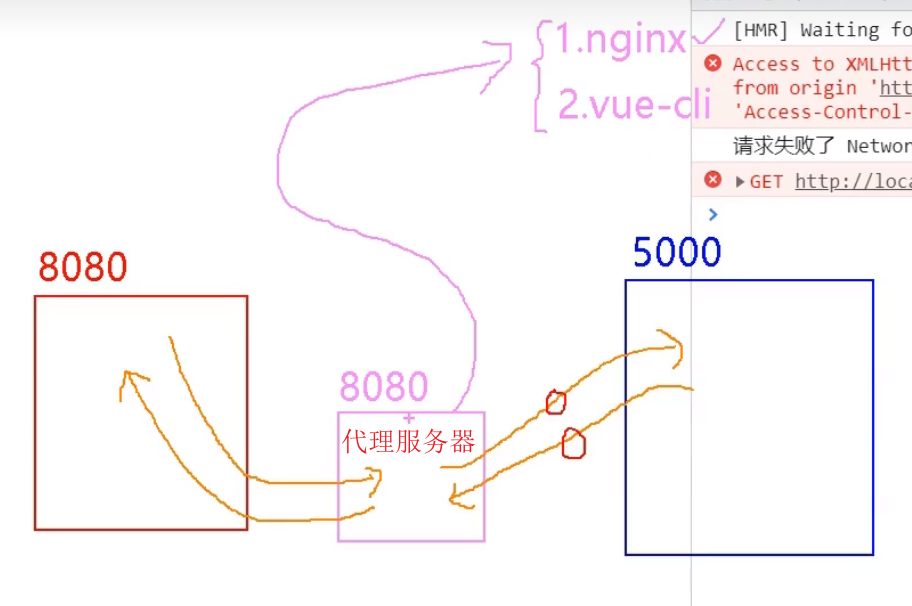 1.nginx
2.vue-cli
[HMR] Waiting fo
Access to XMLHtt
from origin 'htt
'Access-Control-
请求失败了 Networ
GET http://loca
8080
5000
8080
代理服务器